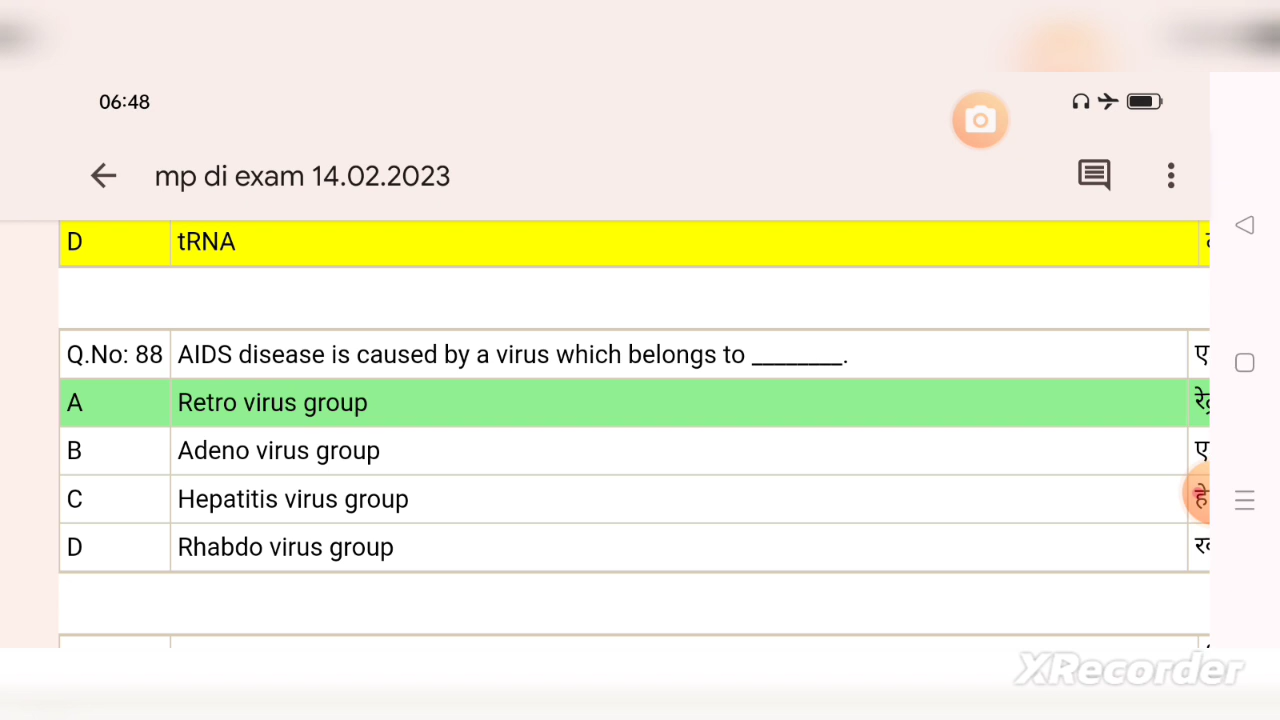 06:48
mp di exam 14.02.2023
D tRNA
Q.No: 88 AIDS disease is caused by a virus which belongs to ________.
A Retro virus group
B Adeno virus group
C Hepatitis virus group
D Rhabdo virus group
XRecorder